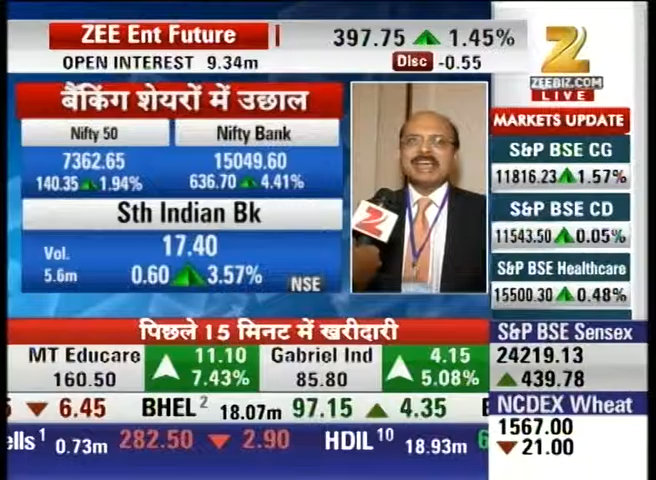 ZEE Ent Future
397.75 1.45%
OPEN INTEREST 9.34m
Disc -0.55
ZEEBIZ.COM
LIVE
बैंकिंग शेयरों में उछाल
Nifty 50
7362.65
140.35 1.94%
Nifty Bank
15049.60
636.70 4.41%
Sth Indian Bk
Vol.
5.6m
17.40
0.60 3.57%
NSE
MARKETS UPDATE
S&P BSE CG
11816.23 1.57%
S&P BSE CD
11543.50 0.05%
S&P BSE Healthcare
15500.30 0.48%
पिछले 15 मिनट में खरीदारी
MT Educare
160.50
11.10
7.43%
Gabriel Ind
85.80
4.15
5.08%
S&P BSE Sensex
24219.13
439.78
NCDEX Wheat
1567.00
21.00
6.45 BHEL 2 18.07m 97.15 4.35
ells 1 0.73m 282.50 2.90 HDIL 10 18.93m